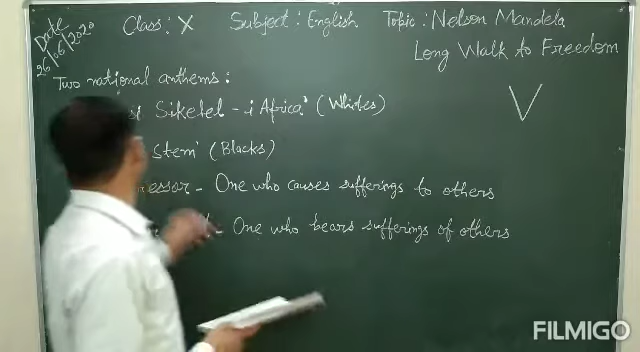 Date
26/06/2020
Class: X Subject: English Topic: Nelson Mandela
Long Walk to Freedom
Two national anthems:
Sikelel - i Africa' (Whites)
V
Stem' (Blacks)
essor - One who causes sufferings to others
- One who bears sufferings of others
FILMIGO